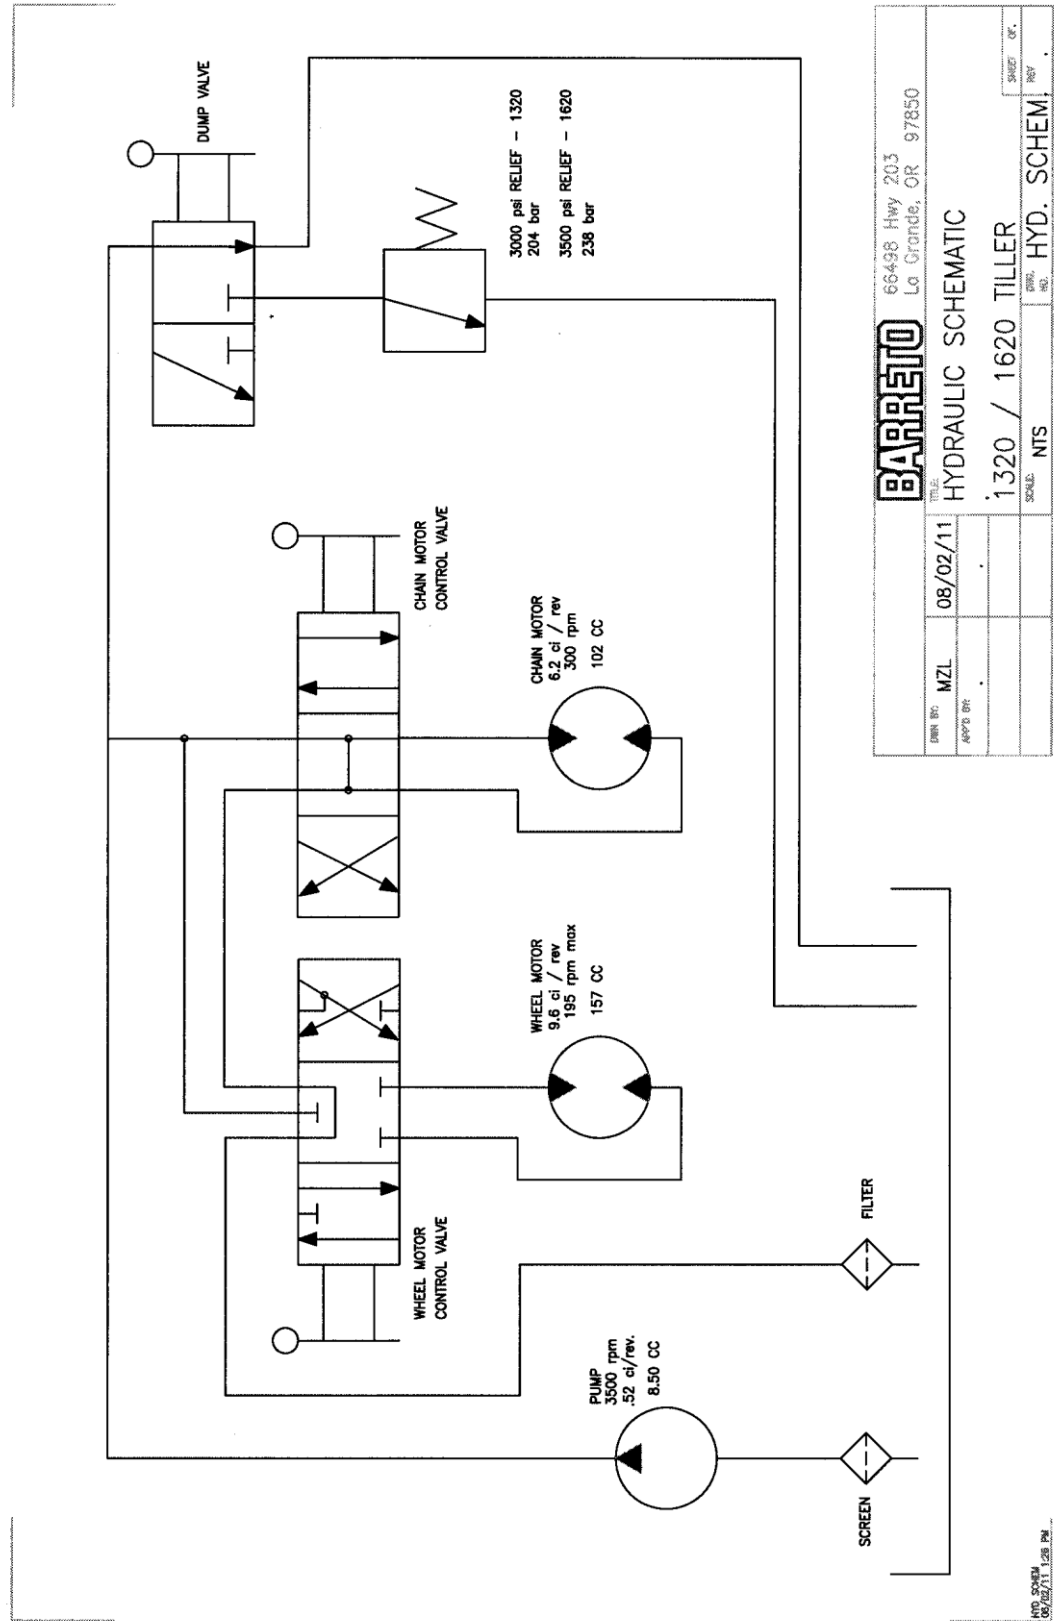 DUMP VALVE
3000 psi RELIEF - 1320
204 bar
3500 psi RELIEF - 1620
238 bar
CHAIN MOTOR
CONTROL VALVE
CHAIN MOTOR
6.2 ci / rev
300 rpm
102 CC
WHEEL MOTOR
9.6 ci / rev
195 rpm max
157 CC
WHEEL MOTOR
CONTROL VALVE
FILTER
PUMP
3500 rpm
.52 ci/rev.
8.50 CC
SCREEN
BARRETO
66498 Hwy 203
La Grande, OR 97850
DWN BY: MZL 08/02/11
APP'D BY: .
TITLE:
HYDRAULIC SCHEMATIC
1320 / 1620 TILLER
SCALE: NTS
DWG. NO. HYD. SCHEM.
SHEET OF.
REV .
HYD SCHEM
1:26 PM